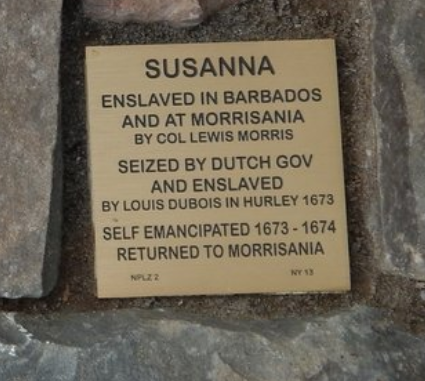 SUSANNA
ENSLAVED IN BARBADOS
AND AT MORRISANIA
BY COL LEWIS MORRIS
SEIZED BY DUTCH GOV
AND ENSLAVED
BY LOUIS DUBOIS IN HURLEY 1673
SELF EMANCIPATED 1673 - 1674
RETURNED TO MORRISANIA
NPLZ 2 NY 13